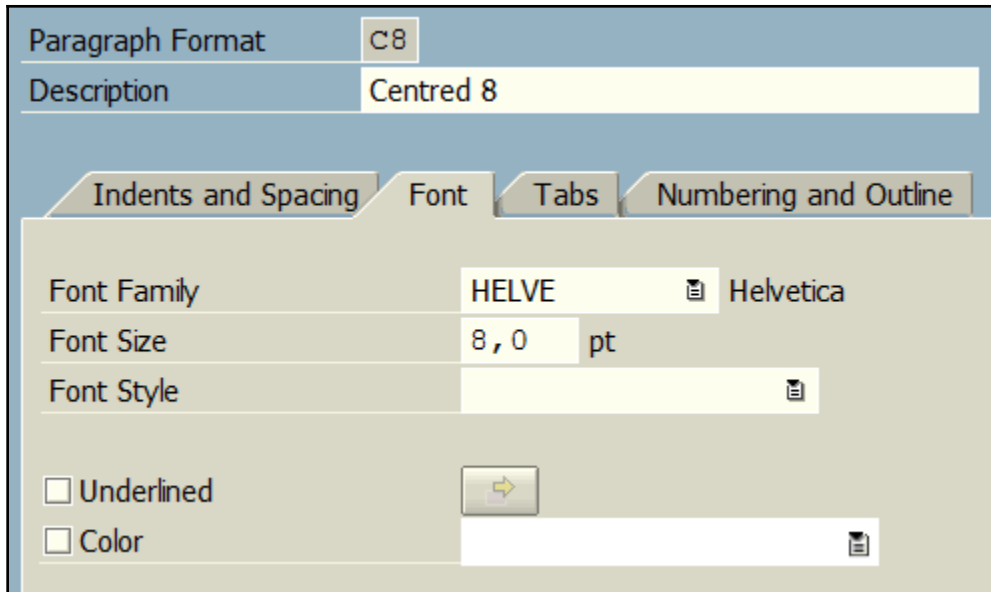 Paragraph Format C8
Description Centred 8
Indents and Spacing Font Tabs Numbering and Outline
Font Family HELVE Helvetica
Font Size 8,0 pt
Font Style
Underlined
Color